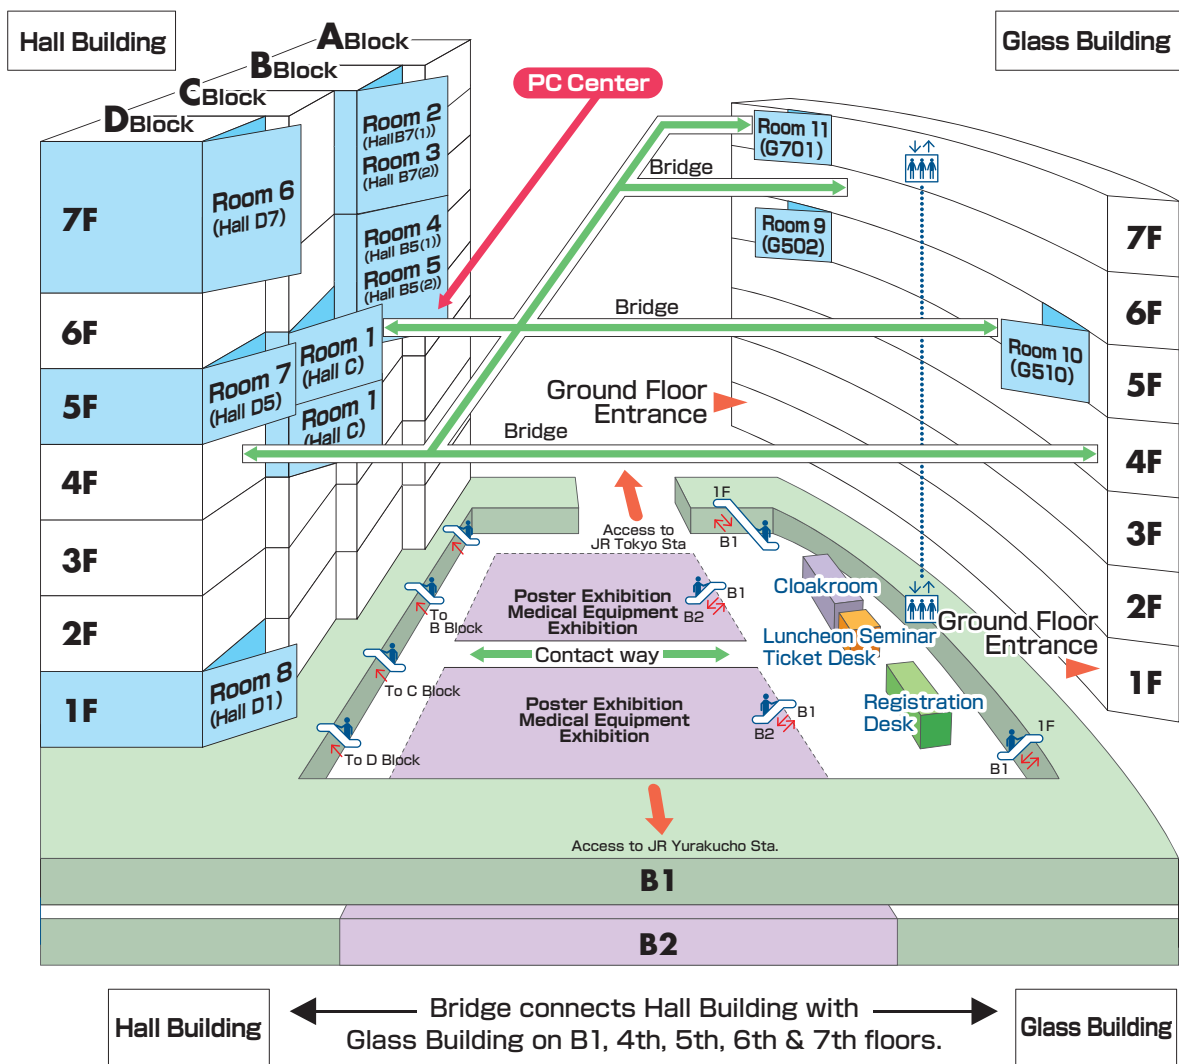 Hall Building
Glass Building
A Block
B Block
C Block
D Block
PC Center
Room 2
(HallB7(1))
Room 3
(Hall B7(2))
Room 4
(Hall B5(1))
Room 5
(Hall B5(2))
Room 6
(Hall D7)
Room 1
(Hall C)
Room 7
(Hall D5)
Room 1
(Hall C)
Room 8
(Hall D1)
7F
6F
5F
4F
3F
2F
1F
Room 11
(G701)
Bridge
Room 9
(G502)
Bridge
Room 10
(G510)
Ground Floor
Entrance
Bridge
7F
6F
5F
4F
3F
2F
1F
1F
B1
Access to
JR Tokyo Sta
Poster Exhibition
Medical Equipment
Exhibition
B1
B2
Cloakroom
Luncheon Seminar
Ticket Desk
Ground Floor
Entrance
To
B Block
Contact way
To C Block
Poster Exhibition
Medical Equipment
Exhibition
B1
B2
Registration
Desk
1F
B1
To D Block
Access to JR Yurakucho Sta.
B1
B2
Hall Building
Bridge connects Hall Building with
Glass Building on B1, 4th, 5th, 6th & 7th floors.
Glass Building